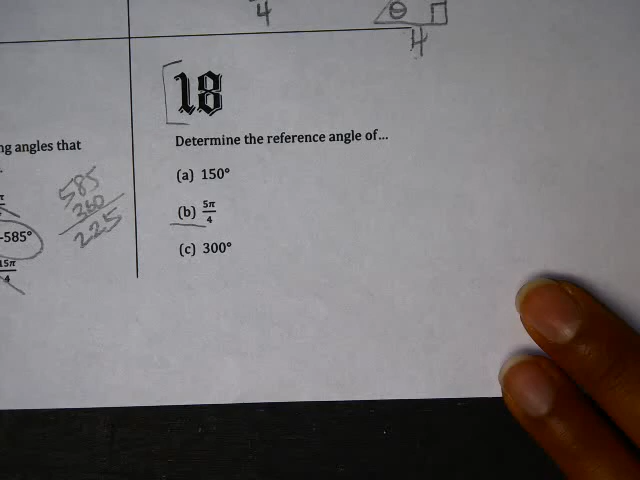 4
θ
H
18
Determine the reference angle of...
(a) 150°
(b) 5π/4
(c) 300°
ng angles that
585
360
225
-585°
15π/4